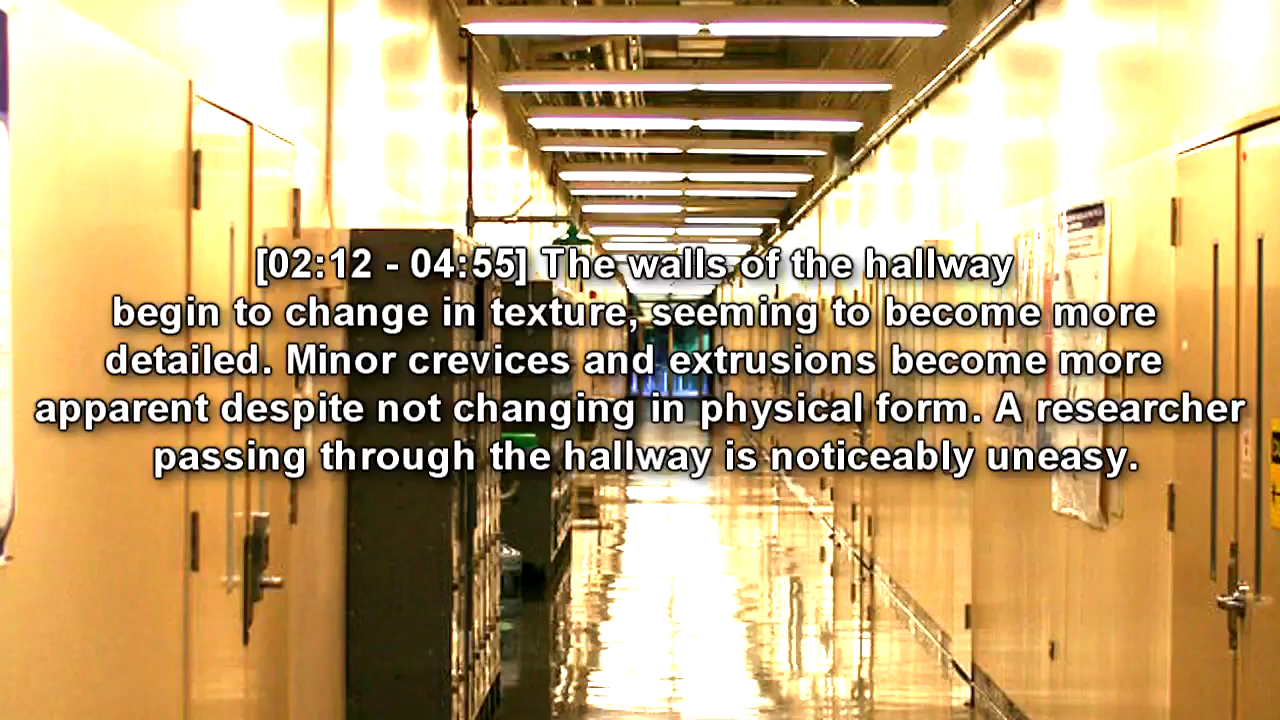 [02:12 - 04:55] The walls of the hallway
begin to change in texture, seeming to become more
detailed. Minor crevices and extrusions become more
apparent despite not changing in physical form. A researcher
passing through the hallway is noticeably uneasy.